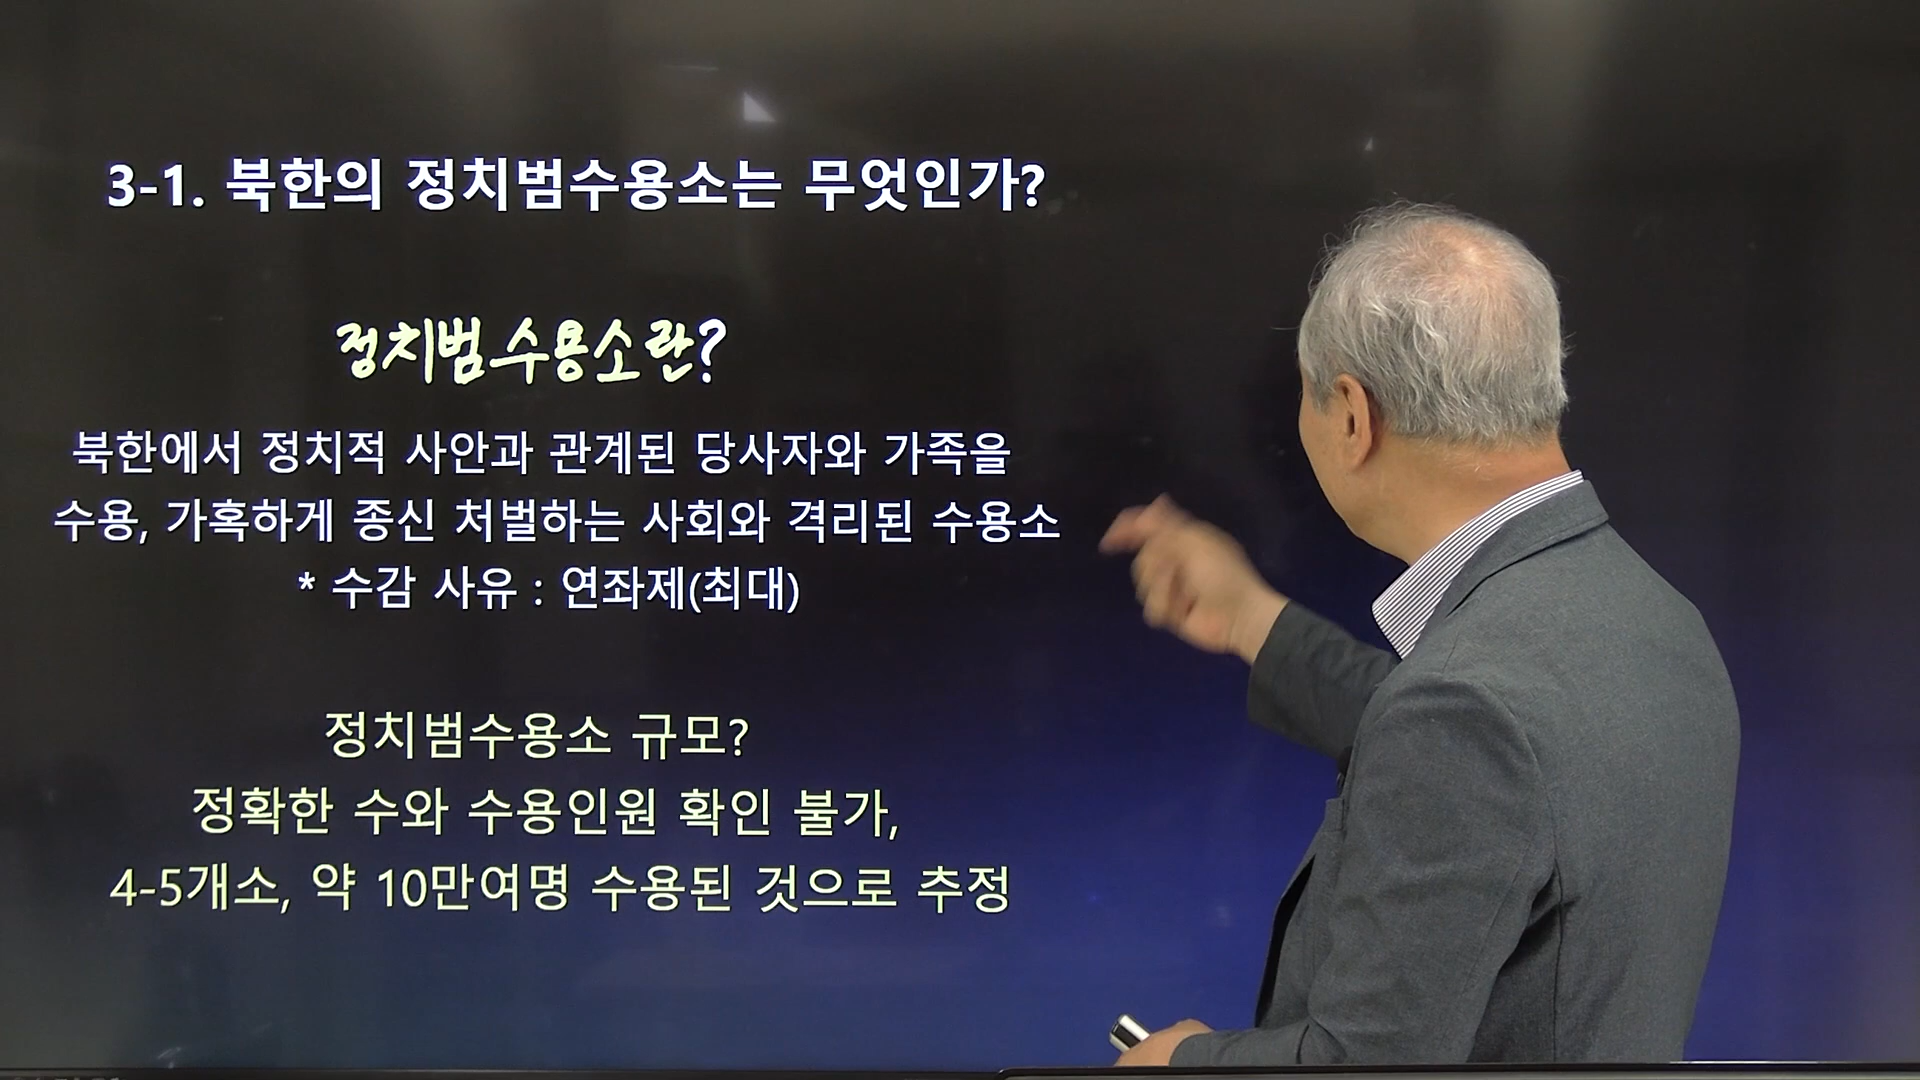 3-1. 북한의 정치범수용소는 무엇인가?
정치범수용소란?
북한에서 정치적 사안과 관계된 당사자와 가족을
수용, 가혹하게 종신 처벌하는 사회와 격리된 수용소
* 수감 사유 : 연좌제(최대)
정치범수용소 규모?
정확한 수와 수용인원 확인 불가,
4-5개소, 약 10만여명 수용된 것으로 추정